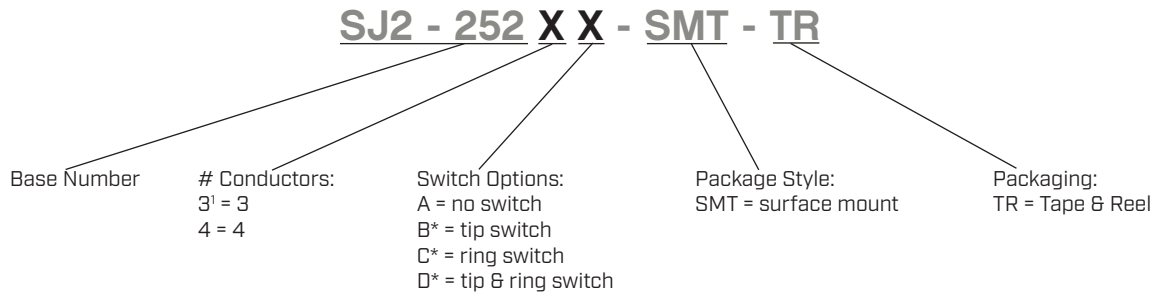 SJ2 - 252 X X - SMT - TR
Base Number
# Conductors:
3¹ = 3
4 = 4
Switch Options:
A = no switch
B* = tip switch
C* = ring switch
D* = tip & ring switch
Package Style:
SMT = surface mount
Packaging:
TR = Tape & Reel